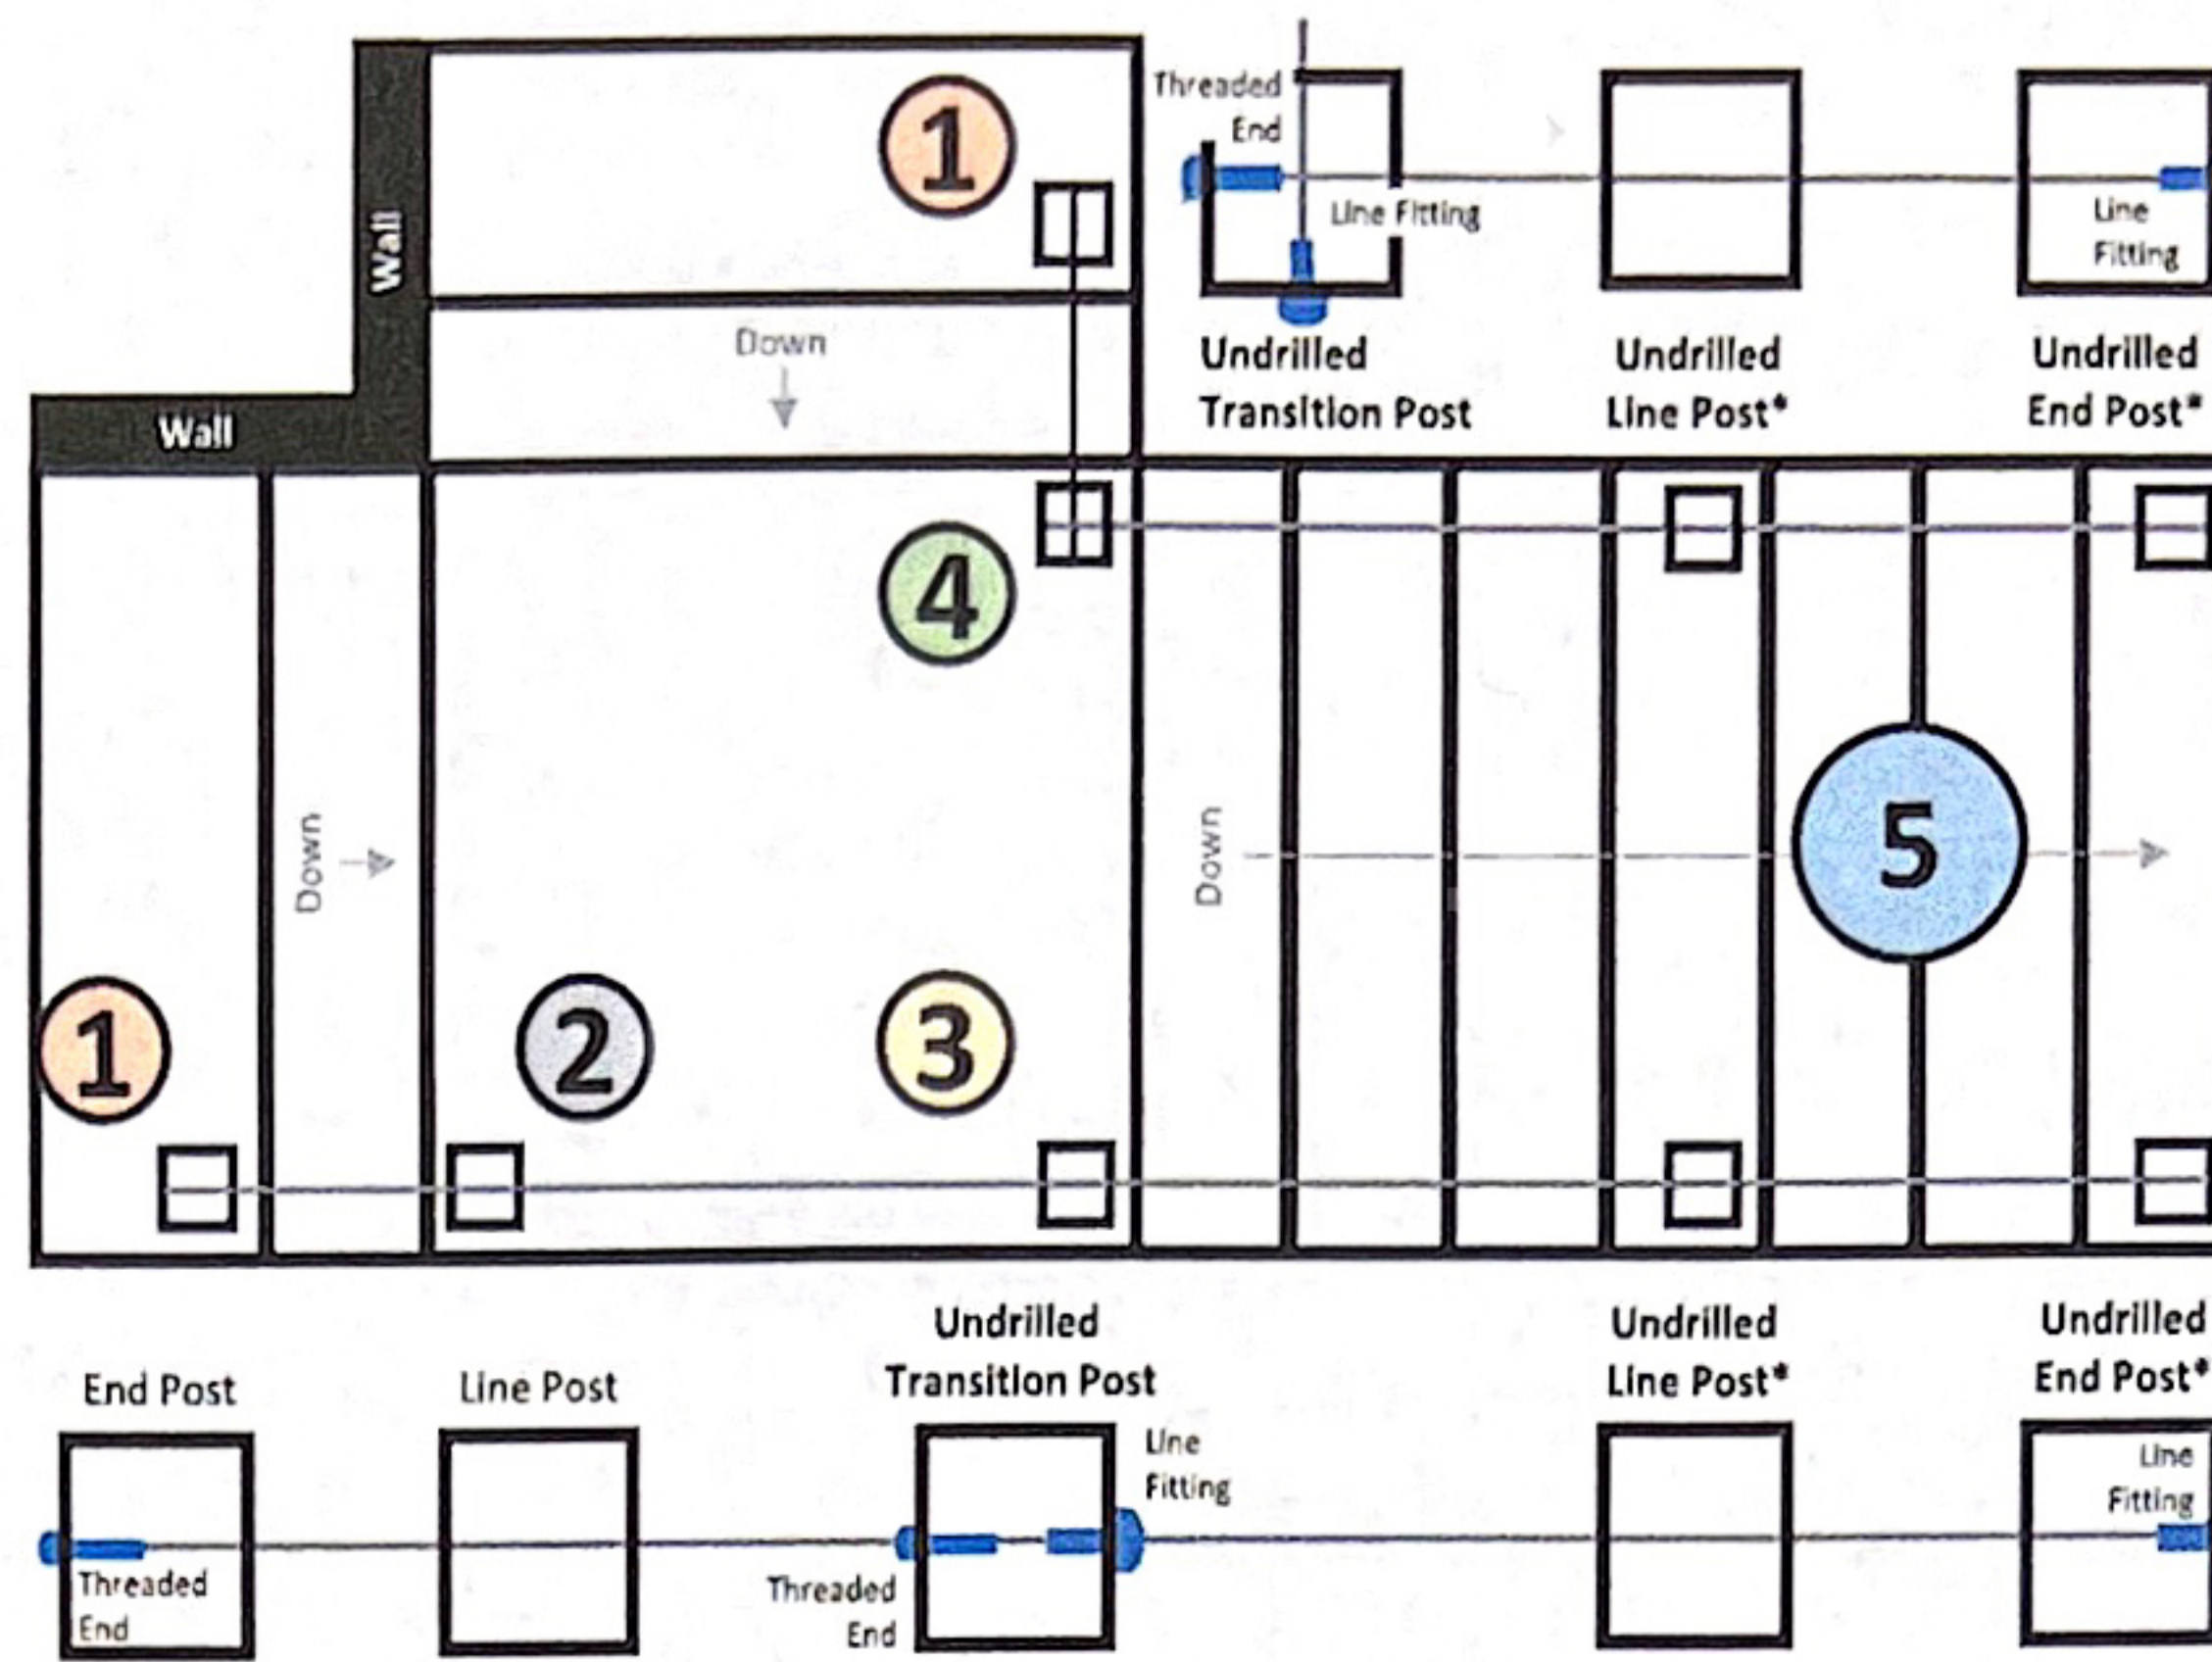 Wall
1
Threaded
End
Line Fitting
Line
Fitting
Undrilled
Transition Post
Undrilled
Line Post*
Undrilled
End Post*
Down
Wall
4
Down
Down
5
1
2
3
End Post
Line Post
Undrilled
Transition Post
Undrilled
Line Post*
Undrilled
End Post*
Line
Fitting
Line
Fitting
Threaded
End
Threaded
End